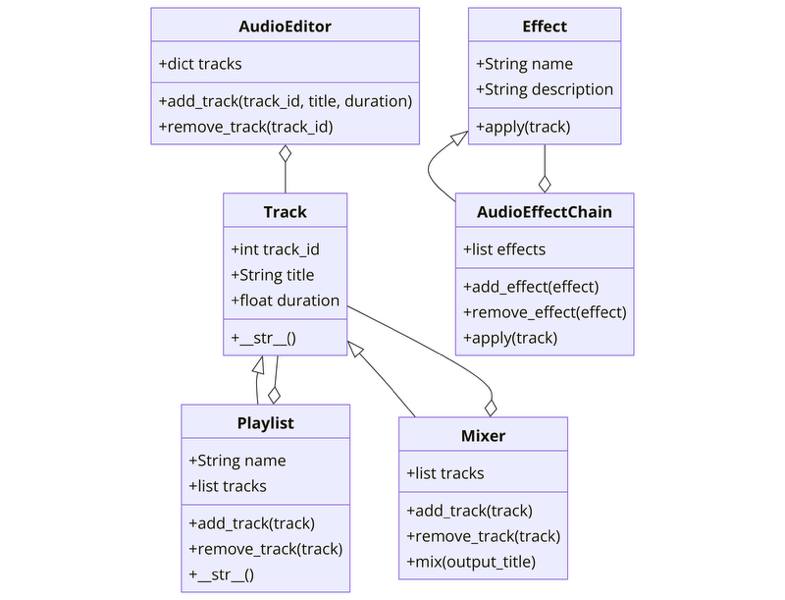 AudioEditor
+dict tracks
+add_track(track_id, title, duration)
+remove_track(track_id)
Effect
+String name
+String description
+apply(track)
Track
+int track_id
+String title
+float duration
+__str__()
AudioEffectChain
+list effects
+add_effect(effect)
+remove_effect(effect)
+apply(track)
Playlist
+String name
+list tracks
+add_track(track)
+remove_track(track)
+__str__()
Mixer
+list tracks
+add_track(track)
+remove_track(track)
+mix(output_title)